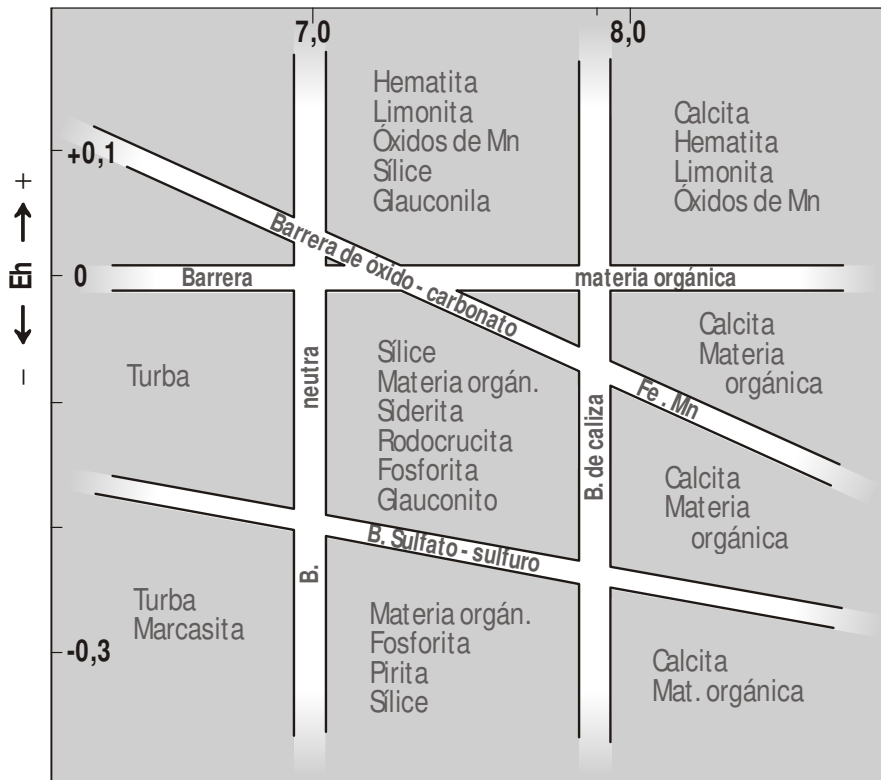 7,0
8,0
Hematita
Limonita
Óxidos de Mn
Sílice
Glauconila
Calcita
Hematita
Limonita
Óxidos de Mn
+0,1
Barrera de óxido - carbonato
Fe . Mn
- ← Eh → +
0
Barrera
materia orgánica
Turba
neutra
Sílice
Materia orgán.
Siderita
Rodocrucita
Fosforita
Glauconito
B. de caliza
Calcita
Materia
orgánica
Calcita
Materia
orgánica
B. Sulfato - sulfuro
B.
Turba
Marcasita
-0,3
Materia orgán.
Fosforita
Pirita
Sílice
Calcita
Mat. orgánica